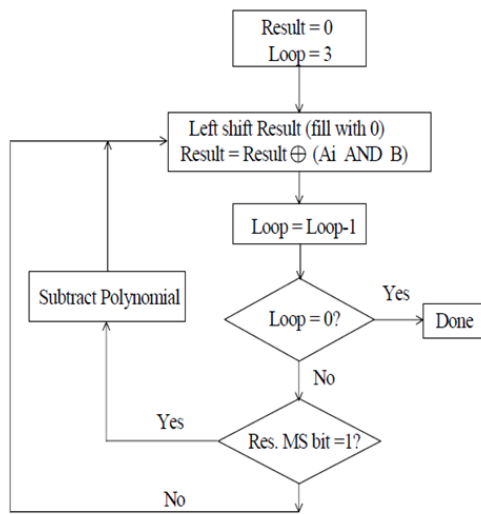 Result = 0
Loop = 3
Left shift Result (fill with 0)
Result = Result ⊕ (Ai AND B)
Loop = Loop-1
Subtract Polynomial
Loop = 0?
Yes
Done
No
Yes
Res. MS bit =1?
No